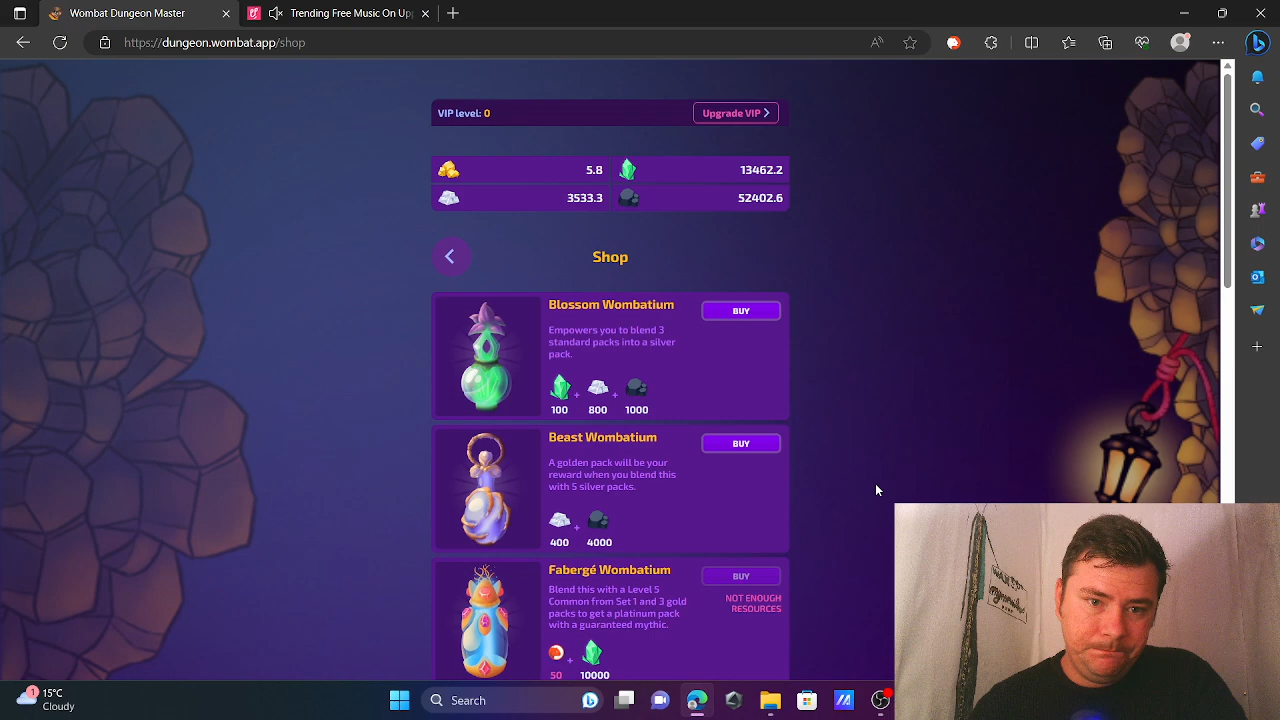 Wombat Dungeon Master
Trending Free Music On Up
https://dungeon.wombat.app/shop
VIP level: 0
Upgrade VIP
5.8
13462.2
3533.3
52402.6
Shop
Blossom Wombatium
BUY
Empowers you to blend 3
standard packs into a silver
pack.
100 + 800 + 1000
Beast Wombatium
BUY
A golden pack will be your
reward when you blend this
with 5 silver packs.
400 + 4000
Fabergé Wombatium
BUY
Blend this with a Level 5
Common from Set 1 and 3 gold
packs to get a platinum pack
with a guaranteed mythic.
NOT ENOUGH
RESOURCES
50 + 10000
1
15°C
Cloudy
Search